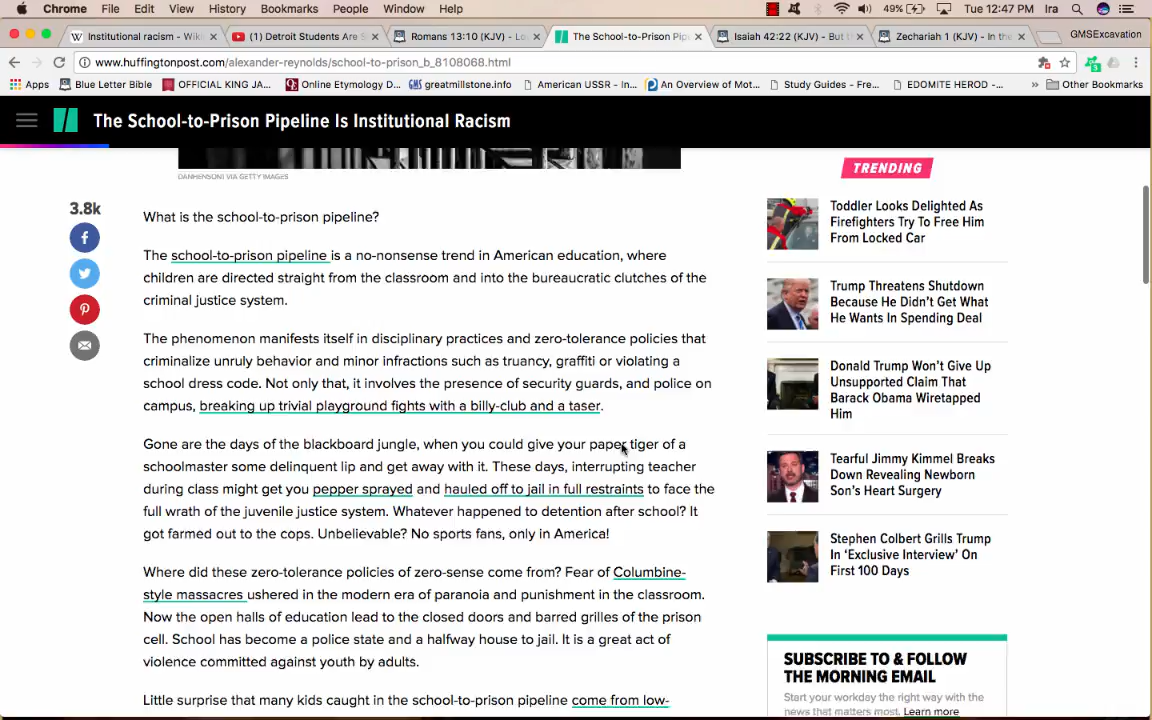 Chrome File Edit View History Bookmarks People Window Help 49% Tue 12:47 PM Ira
Institutional racism - Wiki
(1) Detroit Students Are S
Romans 13:10 (KJV) - Lo
The School-to-Prison Pipe
Isaiah 42:22 (KJV) - But th
Zechariah 1 (KJV) - In the
GMSExcavation
www.huffingtonpost.com/alexander-reynolds/school-to-prison_b_8108068.html
Apps Blue Letter Bible OFFICIAL KING JA... Online Etymology D... greatmillstone.info American USSR - In... An Overview of Mot... Study Guides - Fre... EDOMITE HEROD - ... » Other Bookmarks
The School-to-Prison Pipeline Is Institutional Racism
DANHENSON1 VIA GETTY IMAGES
3.8k
What is the school-to-prison pipeline?
The school-to-prison pipeline is a no-nonsense trend in American education, where
children are directed straight from the classroom and into the bureaucratic clutches of the
criminal justice system.
The phenomenon manifests itself in disciplinary practices and zero-tolerance policies that
criminalize unruly behavior and minor infractions such as truancy, graffiti or violating a
school dress code. Not only that, it involves the presence of security guards, and police on
campus, breaking up trivial playground fights with a billy-club and a taser.
Gone are the days of the blackboard jungle, when you could give your paper tiger of a
schoolmaster some delinquent lip and get away with it. These days, interrupting teacher
during class might get you pepper sprayed and hauled off to jail in full restraints to face the
full wrath of the juvenile justice system. Whatever happened to detention after school? It
got farmed out to the cops. Unbelievable? No sports fans, only in America!
Where did these zero-tolerance policies of zero-sense come from? Fear of Columbine-
style massacres ushered in the modern era of paranoia and punishment in the classroom.
Now the open halls of education lead to the closed doors and barred grilles of the prison
cell. School has become a police state and a halfway house to jail. It is a great act of
violence committed against youth by adults.
Little surprise that many kids caught in the school-to-prison pipeline come from low-
TRENDING
Toddler Looks Delighted As
Firefighters Try To Free Him
From Locked Car
Trump Threatens Shutdown
Because He Didn't Get What
He Wants In Spending Deal
Donald Trump Won't Give Up
Unsupported Claim That
Barack Obama Wiretapped
Him
Tearful Jimmy Kimmel Breaks
Down Revealing Newborn
Son's Heart Surgery
Stephen Colbert Grills Trump
In 'Exclusive Interview' On
First 100 Days
SUBSCRIBE TO & FOLLOW
THE MORNING EMAIL
Start your workday the right way with the
news that matters most. Learn more